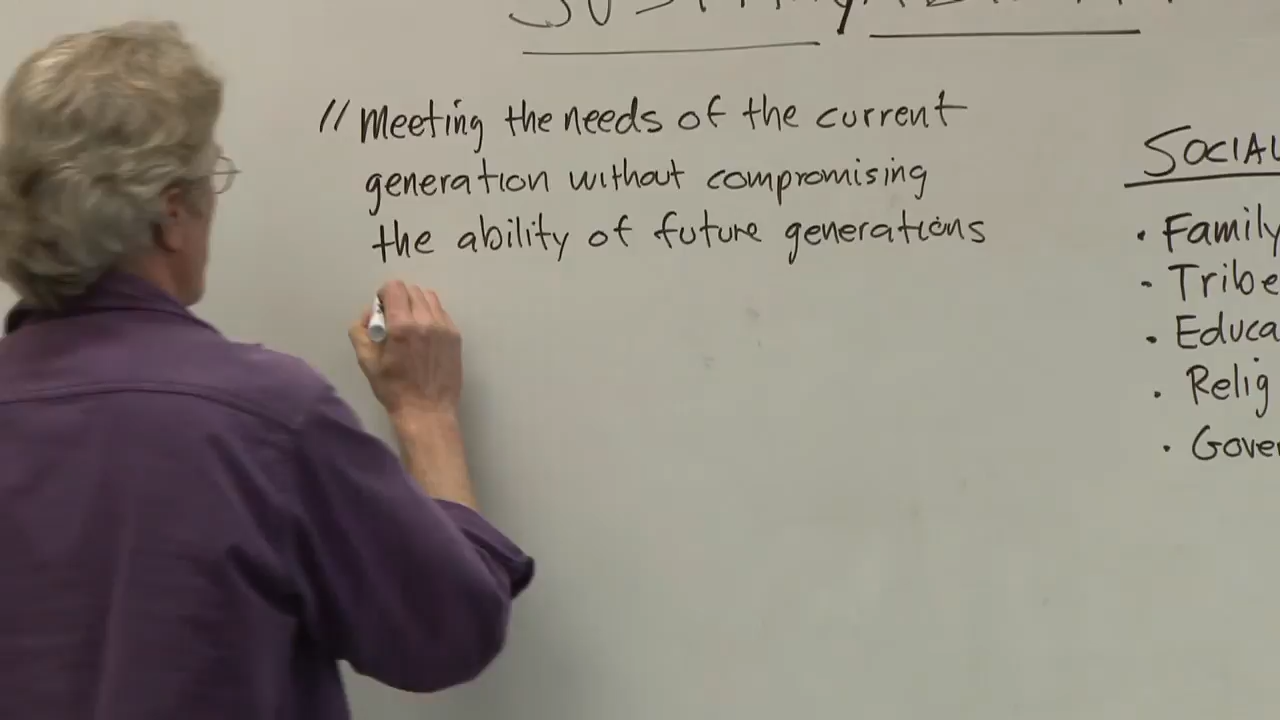 // Meeting the needs of the current
generation without compromising
the ability of future generations
SOCIAL
• Family
- Tribe
• Educa
• Relig
• Gover